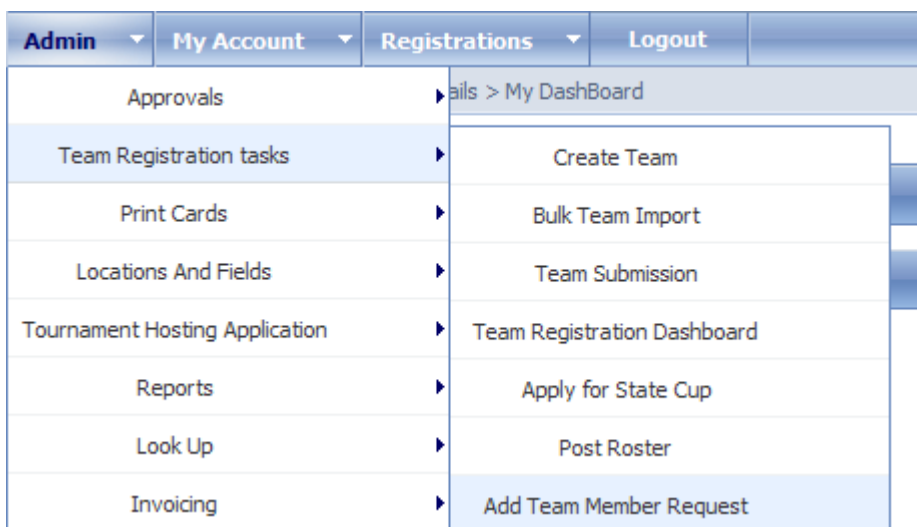 Admin
My Account
Registrations
Logout
ails > My DashBoard
Approvals
Team Registration tasks
Print Cards
Locations And Fields
Tournament Hosting Application
Reports
Look Up
Invoicing
Create Team
Bulk Team Import
Team Submission
Team Registration Dashboard
Apply for State Cup
Post Roster
Add Team Member Request